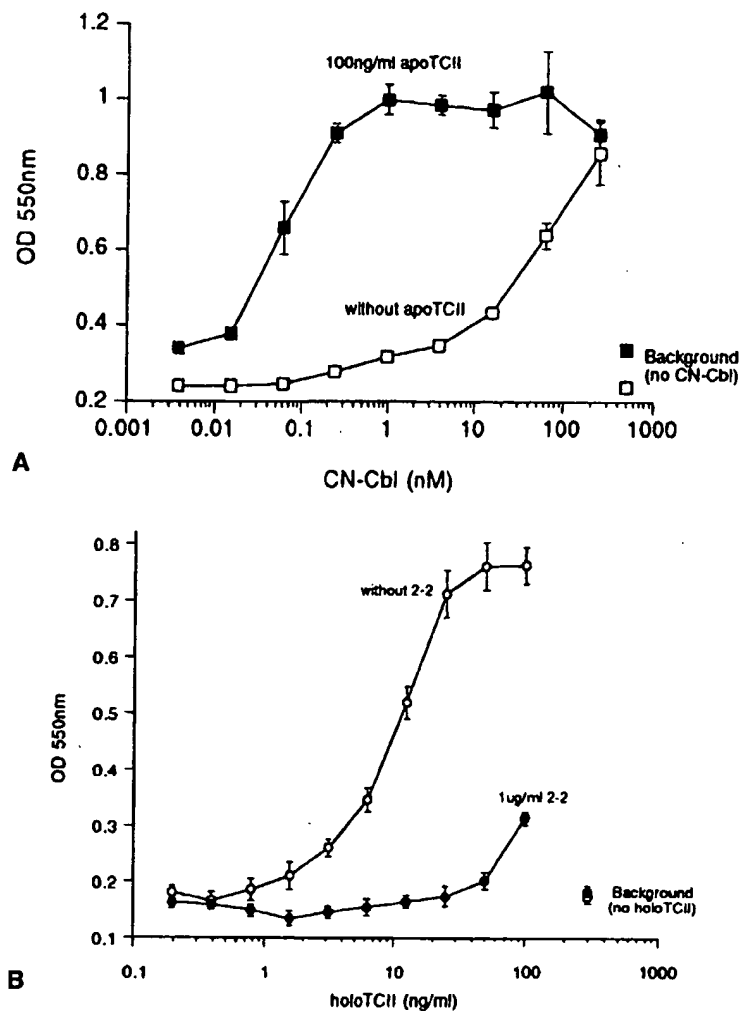 1.2
100ng/ml apoTCII
1
OD 550nm
0.8
0.6
without apoTCII
0.4
Background
(no CN-Cbl)
0.2
0.001 0.01 0.1 1 10 100 1000
A
CN-Cbl (nM)
0.8
without 2-2
0.7
0.6
OD 550nm
0.5
0.4
1ug/ml 2-2
0.3
0.2
Background
(no holoTCII)
0.1
0.1 1 10 100 1000
B
holoTCII (ng/ml)